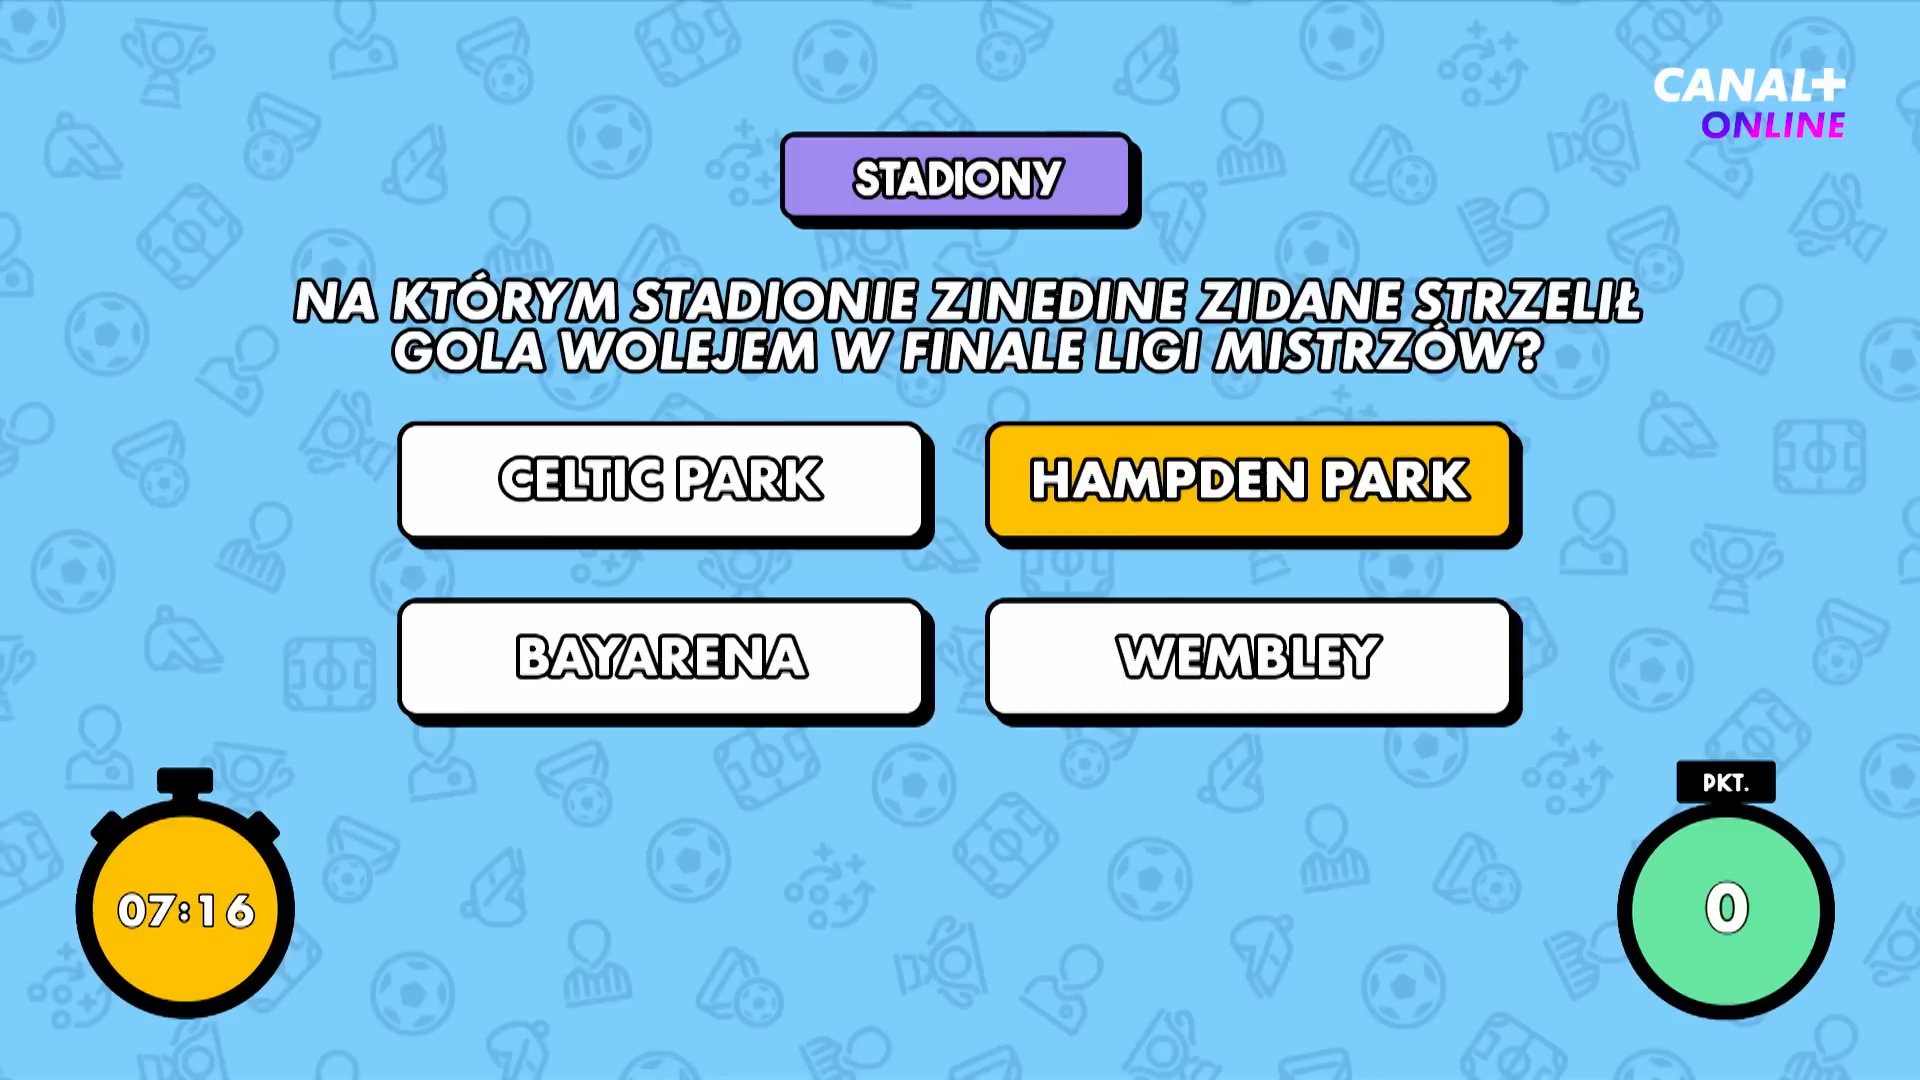 CANAL+
ONLINE
STADIONY
NA KTÓRYM STADIONIE ZINEDINE ZIDANE STRZELIŁ
GOLA WOLEJEM W FINALE LIGI MISTRZÓW?
CELTIC PARK
HAMPDEN PARK
BAYARENA
WEMBLEY
07:16
PKT.
0